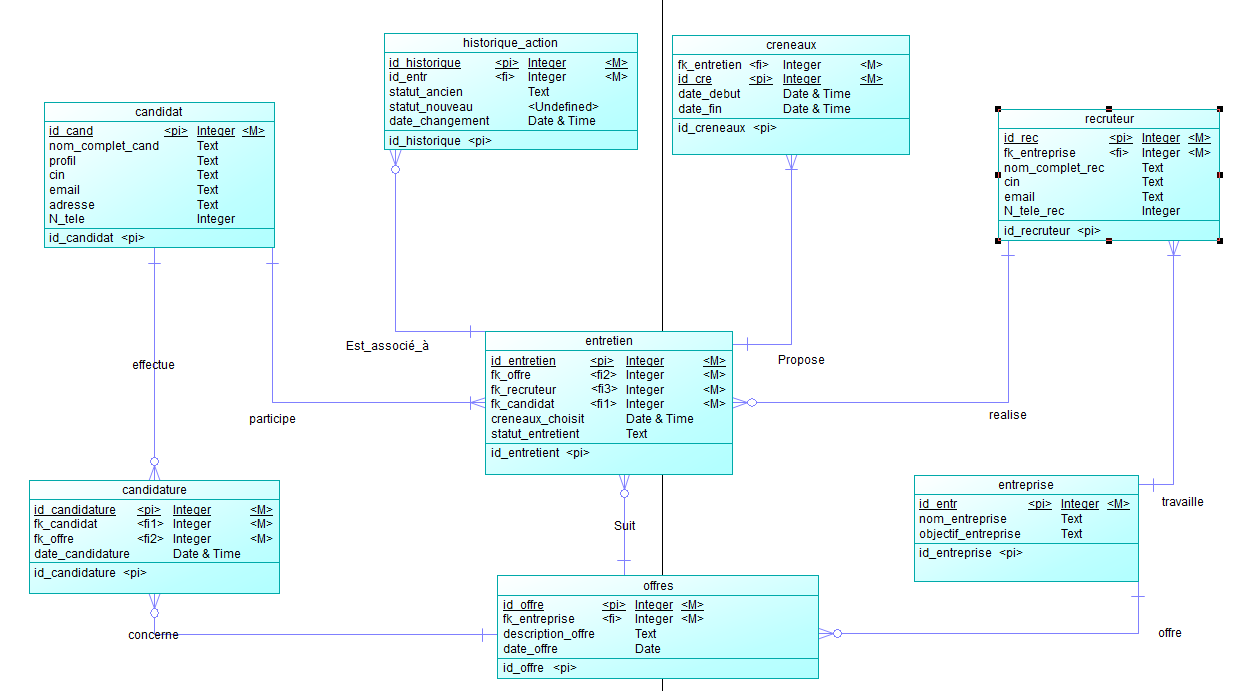 historique_action
id_historique <pi> Integer <M>
id_entr <fi> Integer <M>
statut_ancien Text
statut_nouveau <Undefined>
date_changement Date & Time
id_historique <pi>
creneaux
fk_entretien <fi> Integer <M>
id_cre <pi> Integer <M>
date_debut Date & Time
date_fin Date & Time
id_creneaux <pi>
candidat
id_cand <pi> Integer <M>
nom_complet_cand Text
profil Text
cin Text
email Text
adresse Text
N_tele Integer
id_candidat <pi>
recruteur
id_rec <pi> Integer <M>
fk_entreprise <fi> Integer <M>
nom_complet_rec Text
cin Text
email Text
N_tele_rec Integer
id_recruteur <pi>
Est_associé_à
Propose
effectue
participe
realise
entretien
id_entretien <pi> Integer <M>
fk_offre <fi2> Integer <M>
fk_recruteur <fi3> Integer <M>
fk_candidat <fi1> Integer <M>
creneaux_choisit Date & Time
statut_entretient Text
id_entretient <pi>
candidature
id_candidature <pi> Integer <M>
fk_candidat <fi1> Integer <M>
fk_offre <fi2> Integer <M>
date_candidature Date & Time
id_candidature <pi>
entreprise
id_entr <pi> Integer <M>
nom_entreprise Text
objectif_entreprise Text
id_entreprise <pi>
travaille
Suit
offres
id_offre <pi> Integer <M>
fk_entreprise <fi> Integer <M>
description_offre Text
date_offre Date
id_offre <pi>
concerne
offre